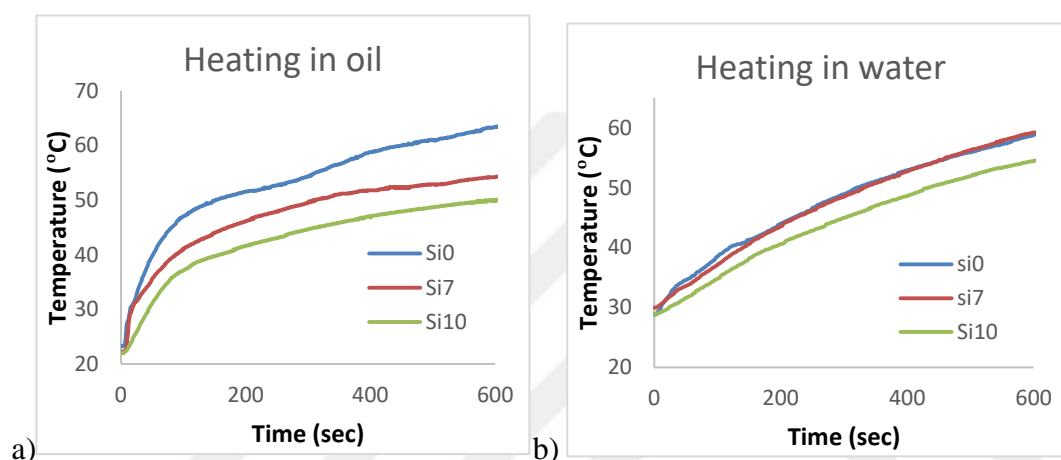 Heating in oil
70
60
50
40
30
20
0
200
400
600
Temperature (°C)
Time (sec)
Si0
Si7
Si10
a)
Heating in water
60
50
40
30
20
0
200
400
600
Temperature (°C)
Time (sec)
si0
si7
Si10
b)